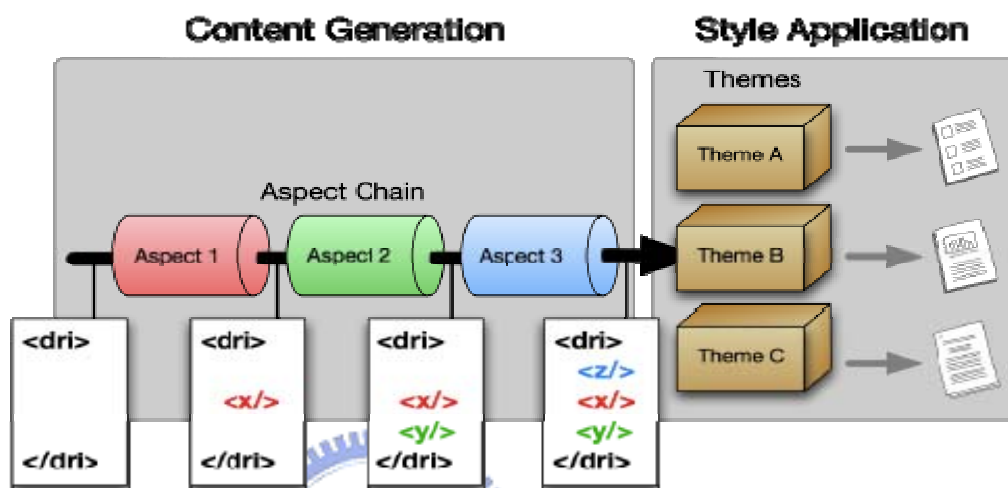 Content Generation
Style Application
Themes
Theme A
Aspect Chain
Aspect 1
Aspect 2
Aspect 3
Theme B
Theme C
<dri>
</dri>
<dri>
<x/>
</dri>
<dri>
<x/>
<y/>
</dri>
<dri>
<z/>
<x/>
<y/>
</dri>